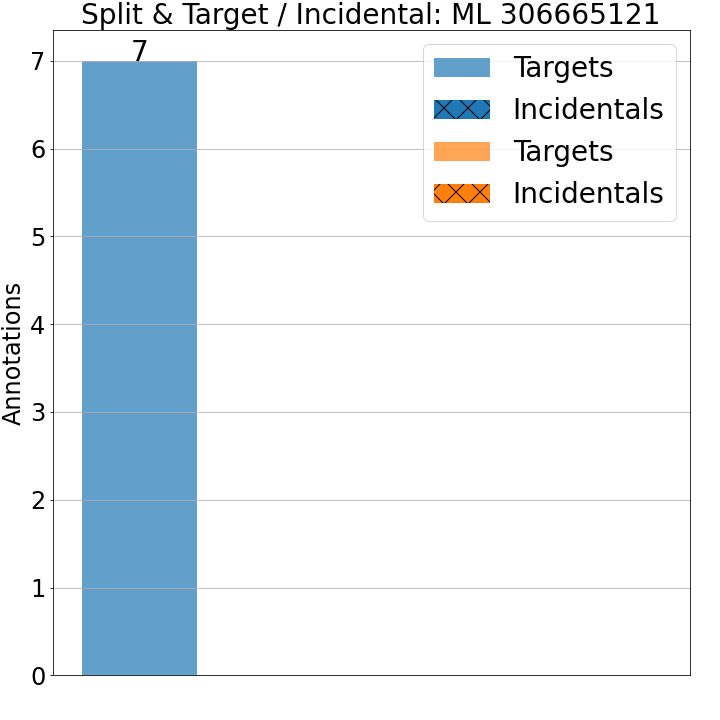 Split & Target / Incidental: ML 306665121
7
Targets
Incidentals
Targets
Incidentals
Annotations
7
6
5
4
3
2
1
0